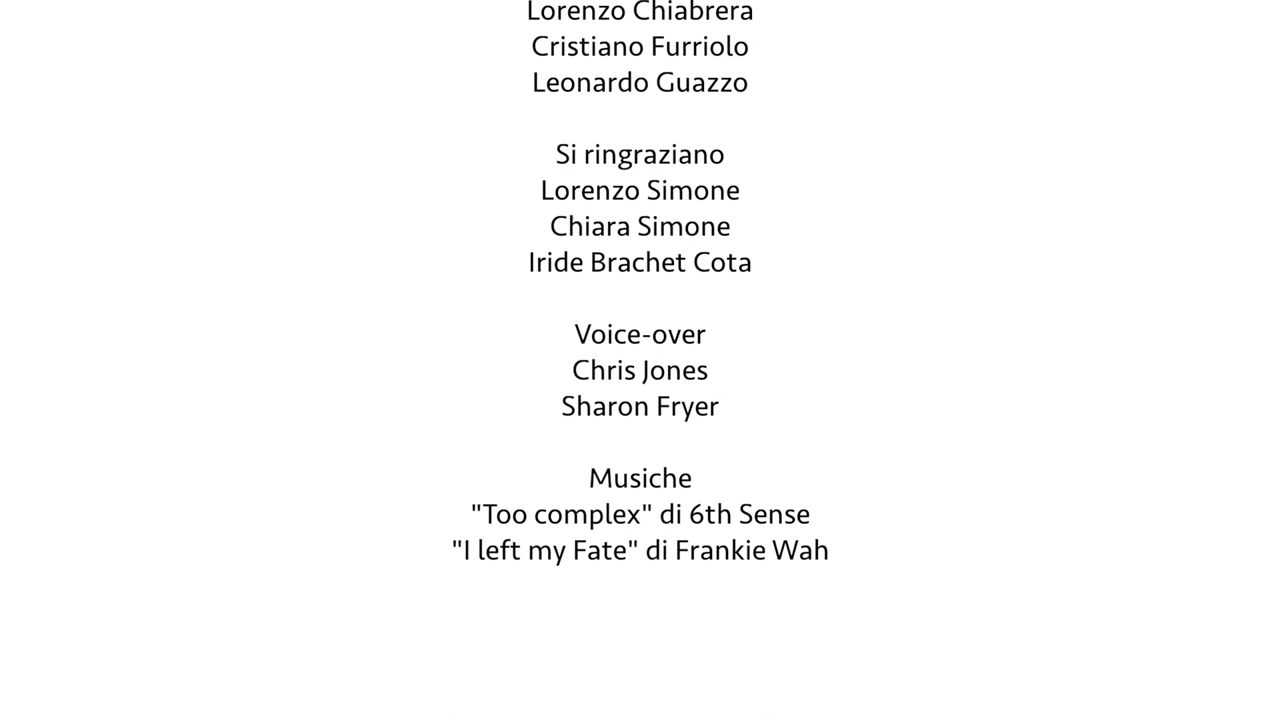 Lorenzo Chiabrera
Cristiano Furriolo
Leonardo Guazzo
Si ringraziano
Lorenzo Simone
Chiara Simone
Iride Brachet Cota
Voice-over
Chris Jones
Sharon Fryer
Musiche
"Too complex" di 6th Sense
"I left my Fate" di Frankie Wah